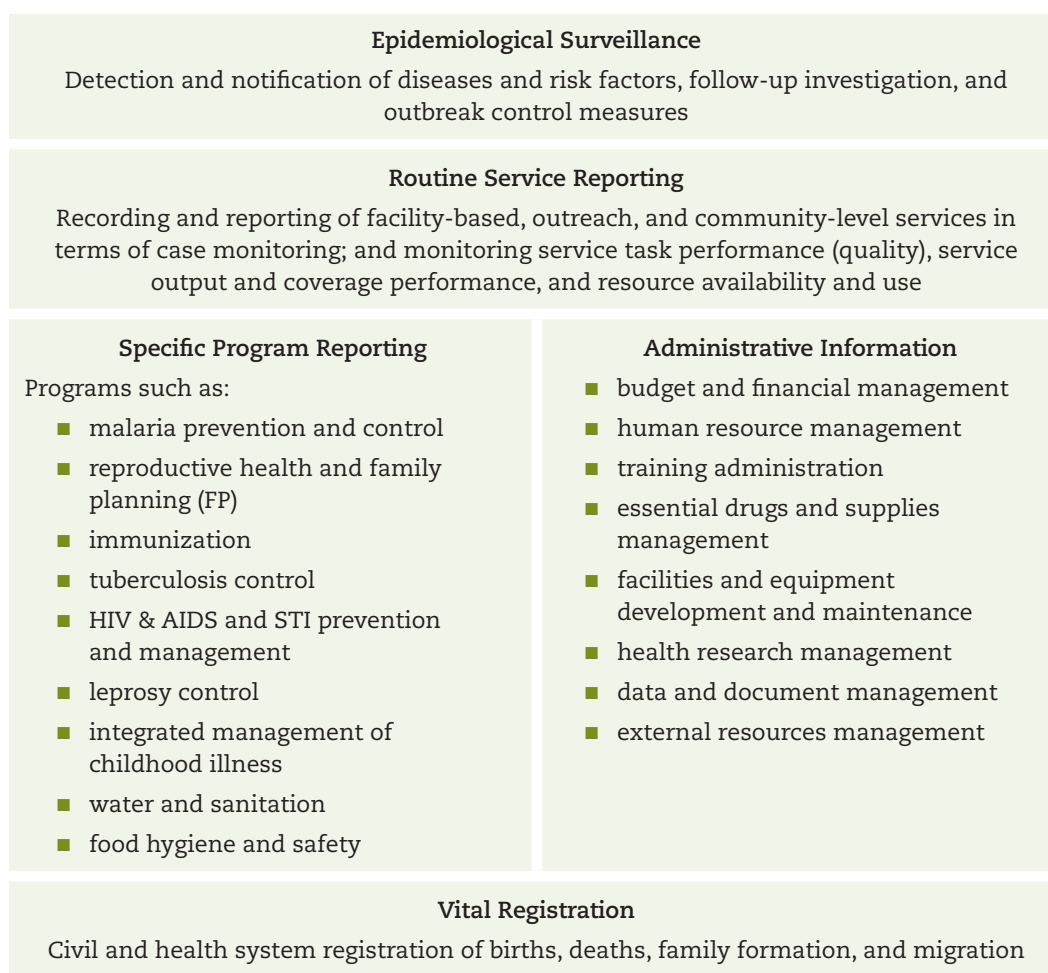 Epidemiological Surveillance
Detection and notification of diseases and risk factors, follow-up investigation, and
outbreak control measures
Routine Service Reporting
Recording and reporting of facility-based, outreach, and community-level services in
terms of case monitoring; and monitoring service task performance (quality), service
output and coverage performance, and resource availability and use
Specific Program Reporting
Programs such as:
■ malaria prevention and control
■ reproductive health and family
planning (FP)
■ immunization
■ tuberculosis control
■ HIV & AIDS and STI prevention
and management
■ leprosy control
■ integrated management of
childhood illness
■ water and sanitation
■ food hygiene and safety
Administrative Information
■ budget and financial management
■ human resource management
■ training administration
■ essential drugs and supplies
management
■ facilities and equipment
development and maintenance
■ health research management
■ data and document management
■ external resources management
Vital Registration
Civil and health system registration of births, deaths, family formation, and migration